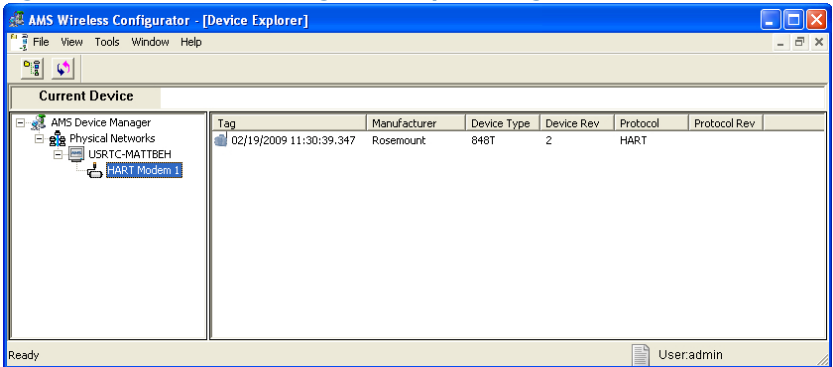 AMS Wireless Configurator - [Device Explorer]
File View Tools Window Help
Current Device
AMS Device Manager
Physical Networks
USRTC-MATTBEH
HART Modem 1
Tag Manufacturer Device Type Device Rev Protocol Protocol Rev
02/19/2009 11:30:39.347 Rosemount 848T 2 HART
Ready User:admin